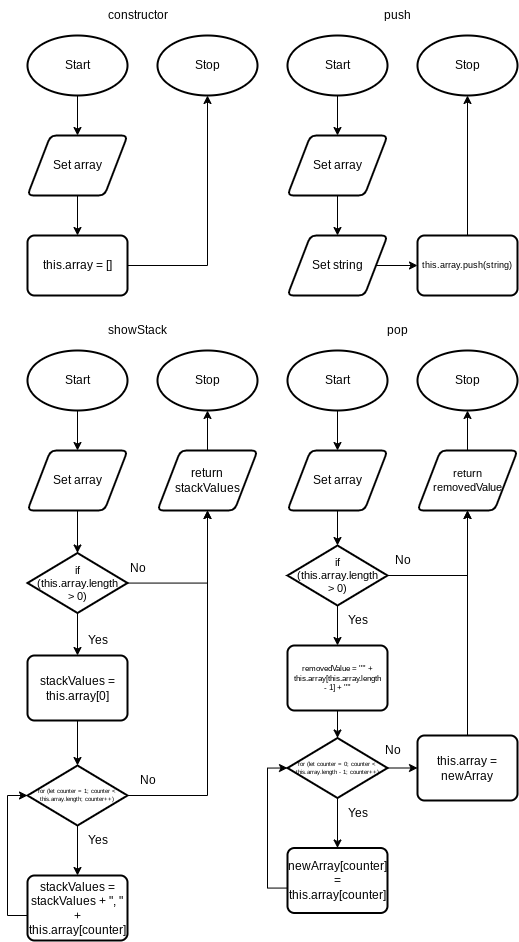 constructor
Start
Stop
Set array
this.array = []
push
Start
Stop
Set array
Set string
this.array.push(string)
showStack
Start
Stop
Set array
return
stackValues
if
(this.array.length
> 0)
No
Yes
stackValues =
this.array[0]
for (let counter = 1; counter <
this.array.length; counter++)
No
Yes
stackValues =
stackValues + ", "
+
this.array[counter]
pop
Start
Stop
Set array
return
removedValue
if
(this.array.length
> 0)
No
Yes
removedValue = "" +
this.array[this.array.length
- 1] + ""
for (let counter = 0; counter <
this.array.length - 1; counter++)
No
this.array =
newArray
Yes
newArray[counter]
=
this.array[counter]